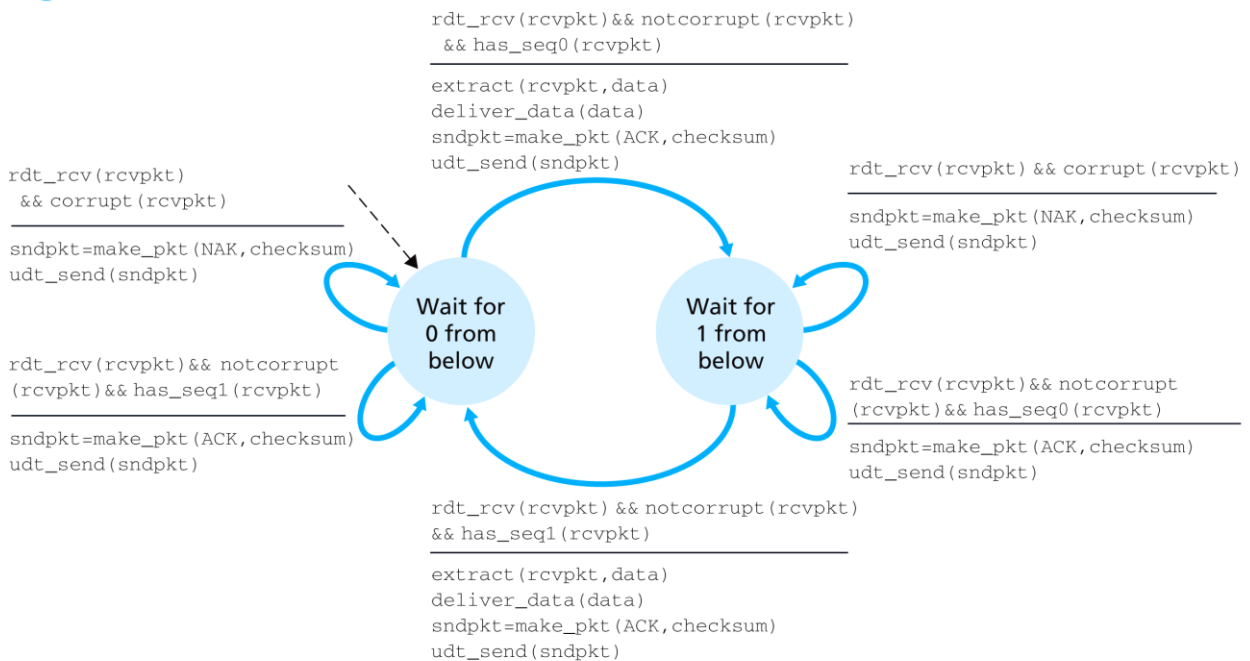 rdt_rcv(rcvpkt)&& notcorrupt(rcvpkt)
&& has_seq0(rcvpkt)
extract(rcvpkt,data)
deliver_data(data)
sndpkt=make_pkt(ACK,checksum)
udt_send(sndpkt)
rdt_rcv(rcvpkt)
&& corrupt(rcvpkt)
sndpkt=make_pkt(NAK,checksum)
udt_send(sndpkt)
rdt_rcv(rcvpkt) && corrupt(rcvpkt)
sndpkt=make_pkt(NAK,checksum)
udt_send(sndpkt)
Wait for
0 from
below
Wait for
1 from
below
rdt_rcv(rcvpkt)&& notcorrupt
(rcvpkt)&& has_seq1(rcvpkt)
sndpkt=make_pkt(ACK,checksum)
udt_send(sndpkt)
rdt_rcv(rcvpkt)&& notcorrupt
(rcvpkt)&& has_seq0(rcvpkt)
sndpkt=make_pkt(ACK,checksum)
udt_send(sndpkt)
rdt_rcv(rcvpkt) && notcorrupt(rcvpkt)
&& has_seq1(rcvpkt)
extract(rcvpkt,data)
deliver_data(data)
sndpkt=make_pkt(ACK,checksum)
udt_send(sndpkt)